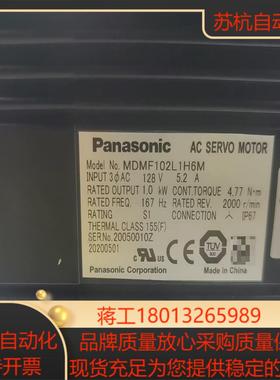 苏杭自动化
Panasonic AC SERVO MOTOR
Model No. MDMF102L1H6M
INPUT 3ϕAC 128 V 5.2 A
RATED OUTPUT 1.0 kW CONT.TORQUE 4.77 N·m
RATED FREQ. 167 Hz RATED REV. 2000 r/min
RATING S1 CONNECTION 人 IP67
THERMAL CLASS 155(F)
SER.No. 20050010Z
20200501
Panasonic Corporation
Made in China
蒋工18013265989
品牌质量放心采购质量保
现货充足为您提供稳定的